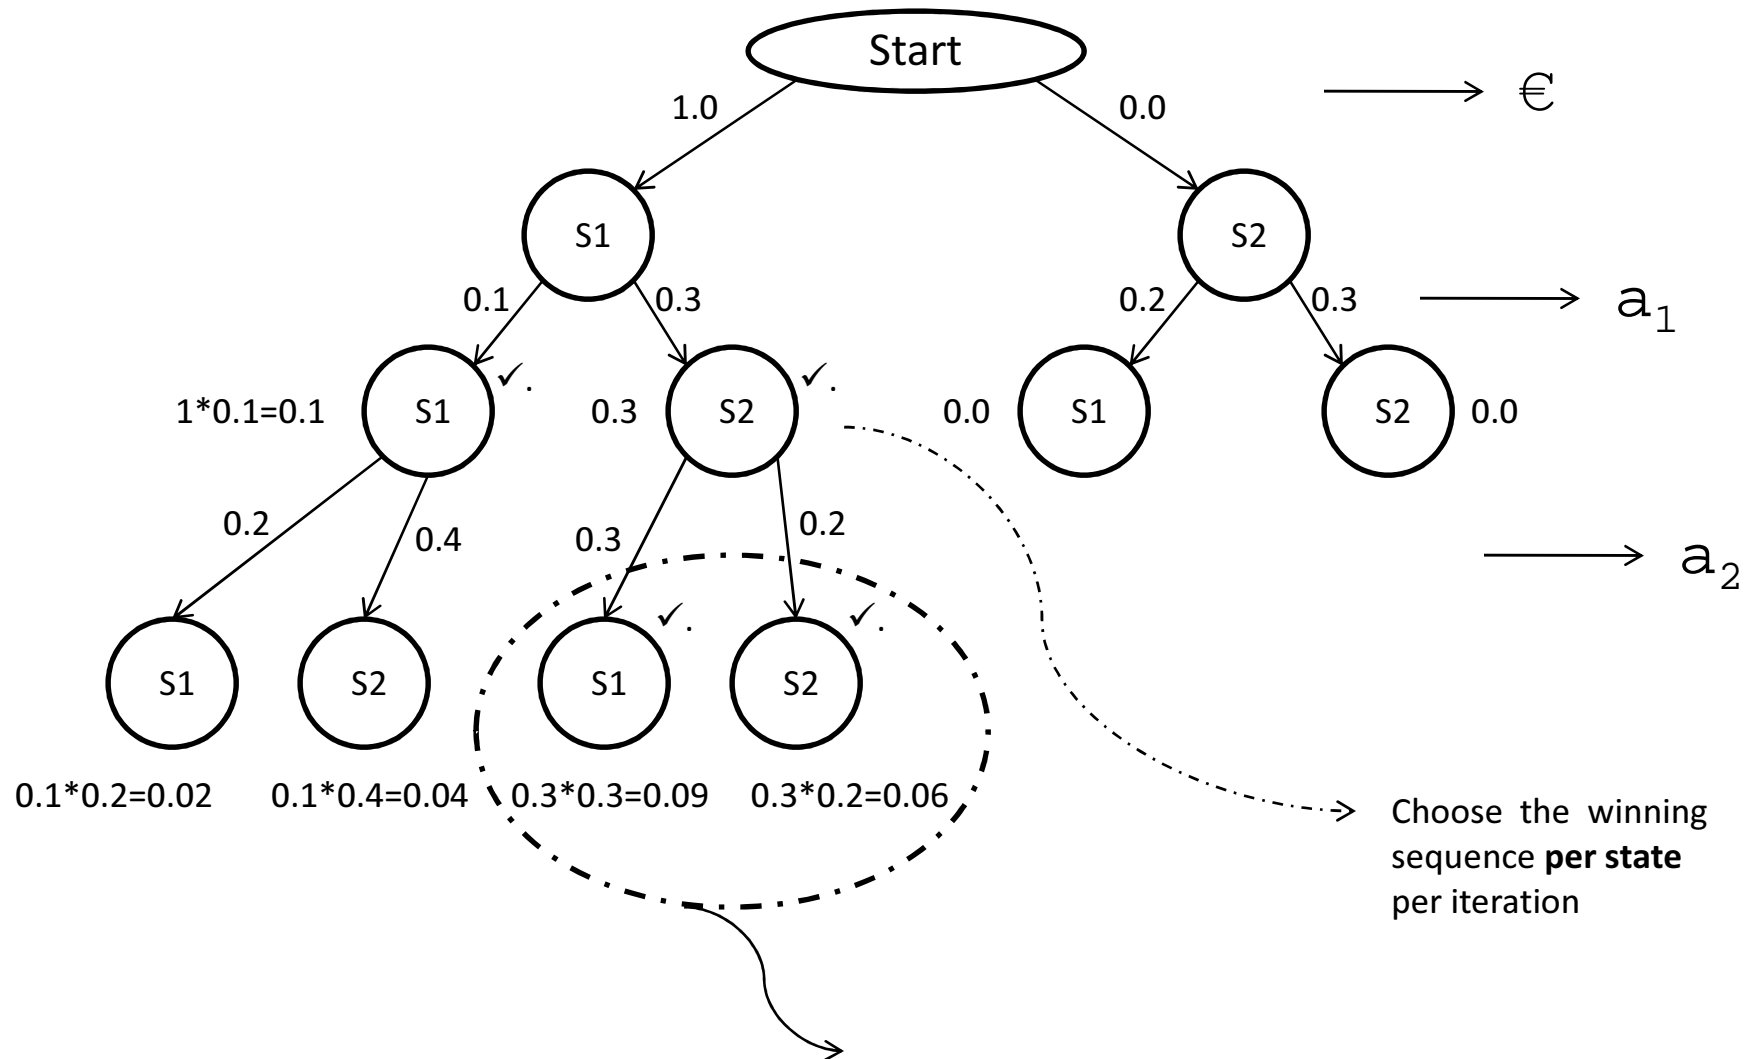 Start
1.0
0.0
€
S1
S2
0.1
0.3
0.2
0.3
a₁
✓.
✓.
1*0.1=0.1
S1
0.3
S2
0.0
S1
S2
0.0
0.2
0.4
0.3
0.2
a₂
✓.
✓.
S1
S2
S1
S2
0.1*0.2=0.02
0.1*0.4=0.04
0.3*0.3=0.09
0.3*0.2=0.06
Choose the winning
sequence per state
per iteration